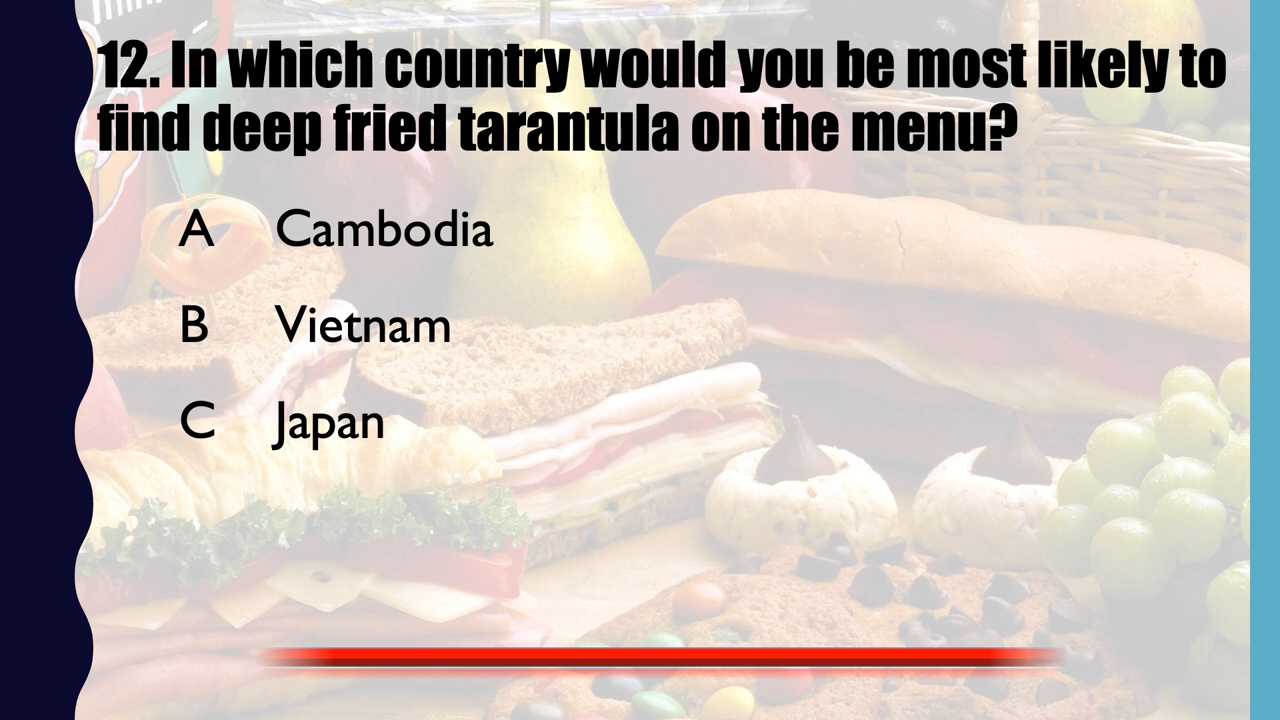 12. In which country would you be most likely to
find deep fried tarantula on the menu?
A Cambodia
B Vietnam
C Japan